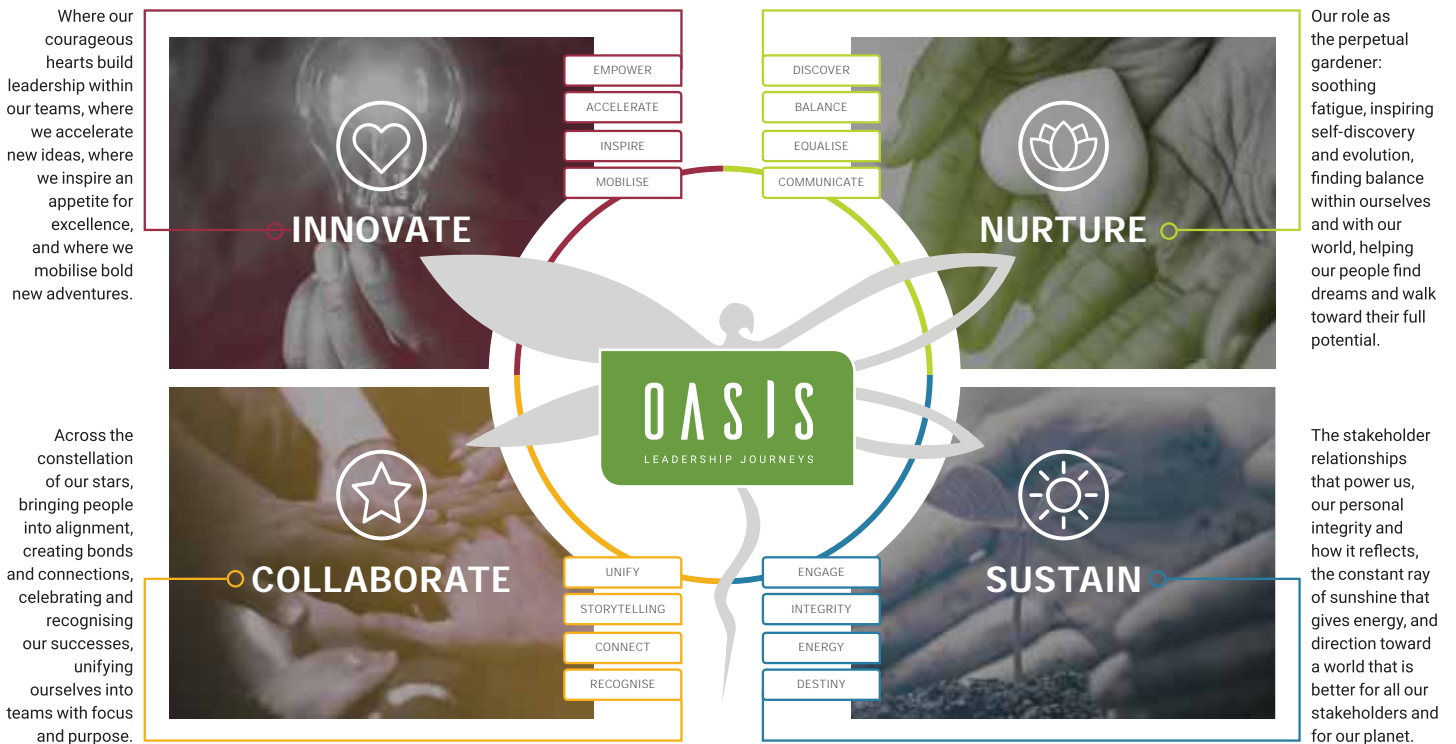 Where our
courageous
hearts build
leadership within
our teams, where
we accelerate
new ideas, where
we inspire an
appetite for
excellence,
and where we
mobilise bold
new adventures.
INNOVATE
EMPOWER
ACCELERATE
INSPIRE
MOBILISE
DISCOVER
BALANCE
EQUALISE
COMMUNICATE
NURTURE
Our role as
the perpetual
gardener:
soothing
fatigue, inspiring
self-discovery
and evolution,
finding balance
within ourselves
and with our
world, helping
our people find
dreams and walk
toward their full
potential.
OASIS
LEADERSHIP JOURNEYS
Across the
constellation
of our stars,
bringing people
into alignment,
creating bonds
and connections,
celebrating and
recognising
our successes,
unifying
ourselves into
teams with focus
and purpose.
COLLABORATE
UNIFY
STORYTELLING
CONNECT
RECOGNISE
ENGAGE
INTEGRITY
ENERGY
DESTINY
SUSTAIN
The stakeholder
relationships
that power us,
our personal
integrity and
how it reflects,
the constant ray
of sunshine that
gives energy, and
direction toward
a world that is
better for all our
stakeholders and
for our planet.